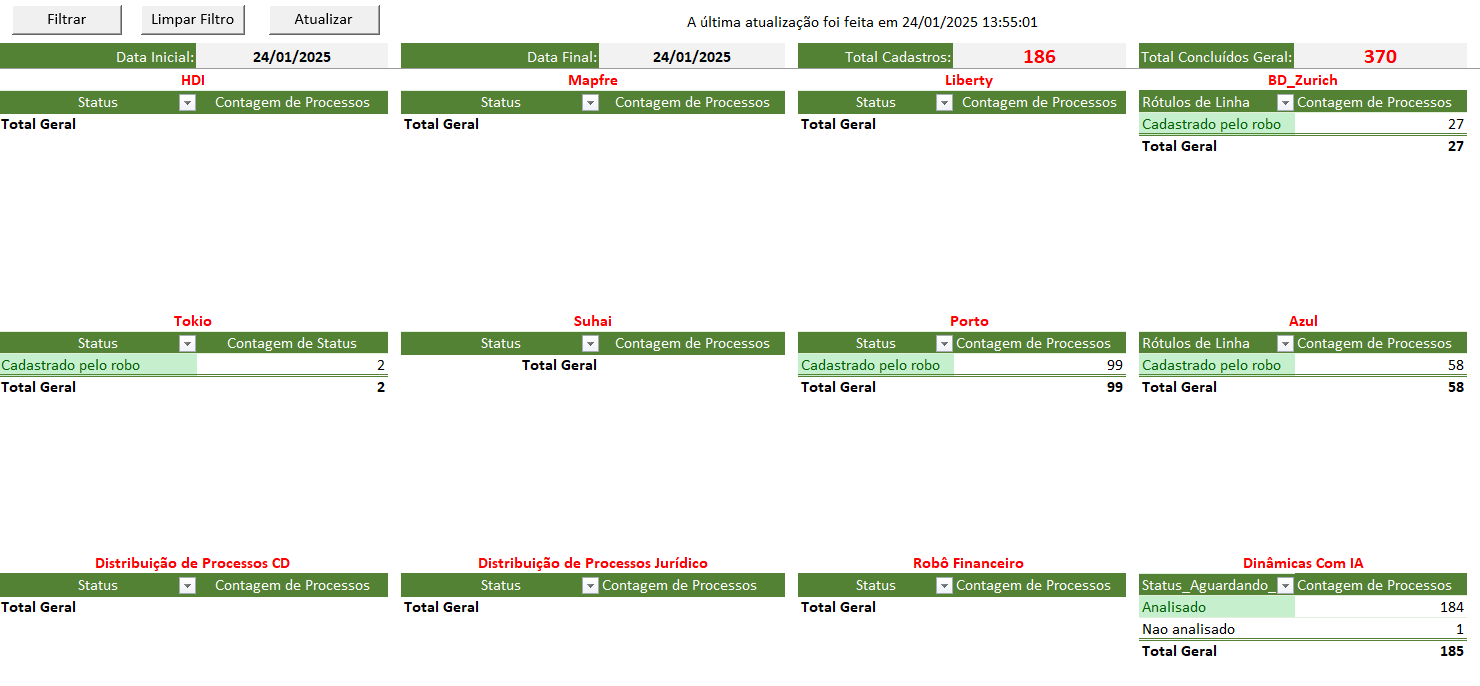 Filtrar Limpar Filtro Atualizar A última atualização foi feita em 24/01/2025 13:55:01
Data Inicial: 24/01/2025 Data Final: 24/01/2025 Total Cadastros: 186 Total Concluídos Geral: 370
HDI Mapfre Liberty BD_Zurich
Status Contagem de Processos Status Contagem de Processos Status Contagem de Processos Rótulos de Linha Contagem de Processos
Total Geral Total Geral Total Geral Cadastrado pelo robo 27
Total Geral 27
Tokio Suhai Porto Azul
Status Contagem de Status Status Contagem de Processos Status Contagem de Processos Rótulos de Linha Contagem de Processos
Cadastrado pelo robo 2 Total Geral Cadastrado pelo robo 99 Cadastrado pelo robo 58
Total Geral 2 Total Geral 99 Total Geral 58
Distribuição de Processos CD Distribuição de Processos Jurídico Robô Financeiro Dinâmicas Com IA
Status Contagem de Processos Status Contagem de Processos Status Contagem de Processos Status_Aguardando_ Contagem de Processos
Total Geral Total Geral Total Geral Analisado 184
Nao analisado 1
Total Geral 185